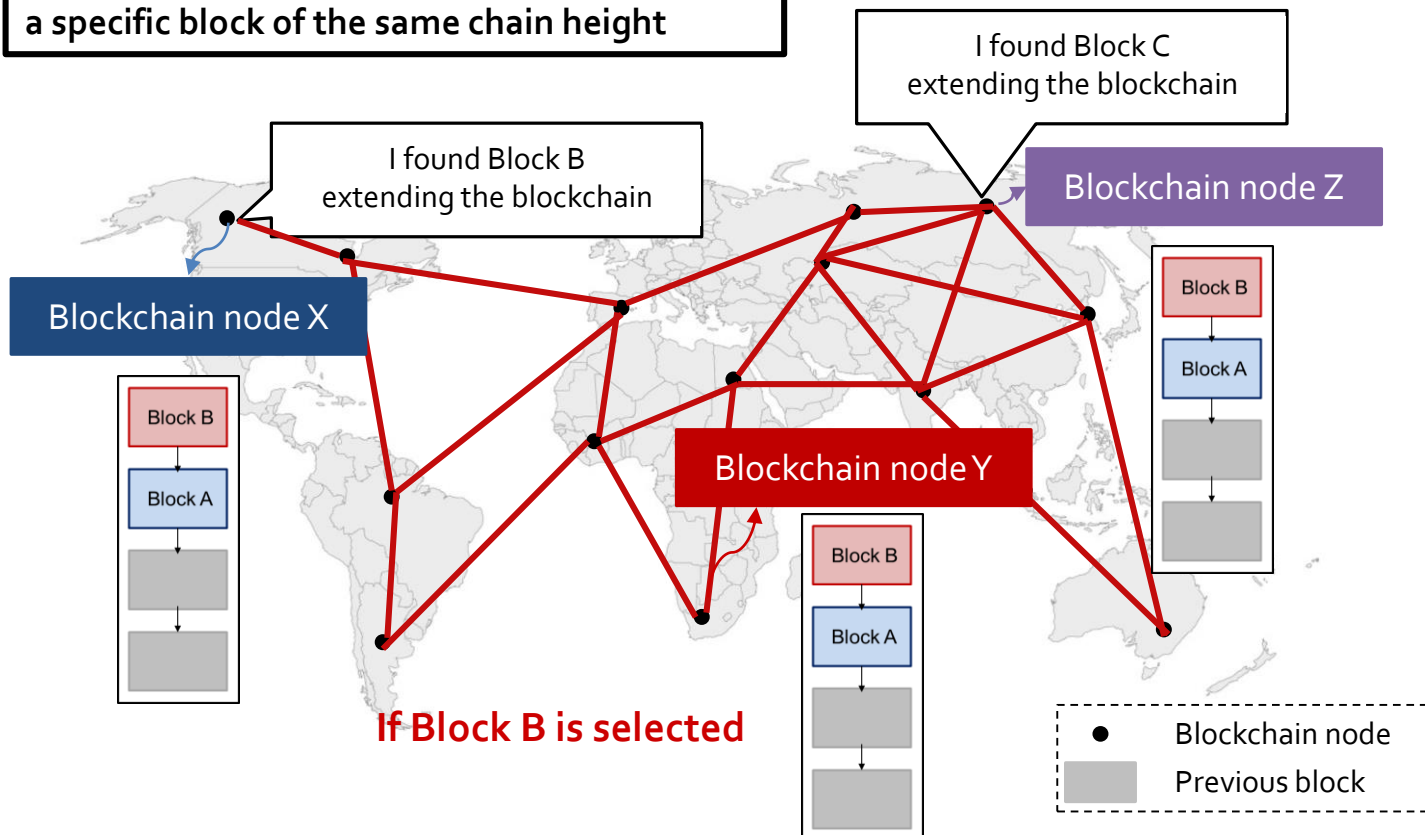 a specific block of the same chain height
I found Block C
extending the blockchain
I found Block B
extending the blockchain
Blockchain node Z
Blockchain node X
Block B
Block A
Block B
Block A
Blockchain node Y
Block B
Block A
If Block B is selected
Blockchain node
Previous block